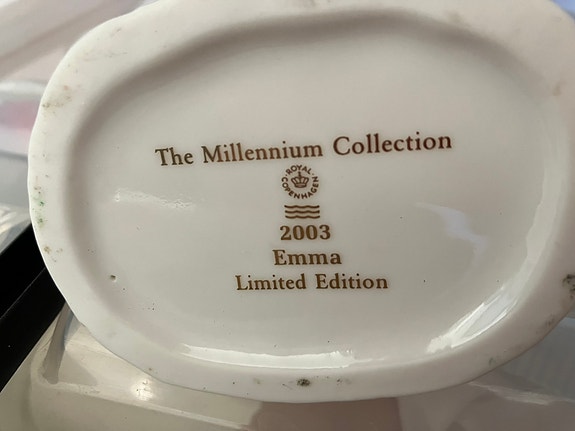 The Millennium Collection
ROYAL
COPENHAGEN
2003
Emma
Limited Edition